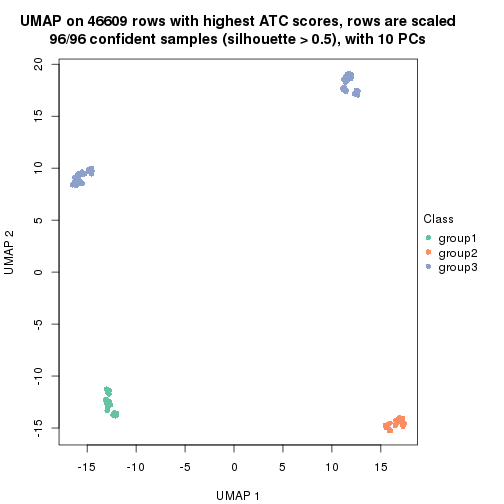 UMAP on 46609 rows with highest ATC scores, rows are scaled
96/96 confident samples (silhouette > 0.5), with 10 PCs
20
15
10
5
0
-5
-10
-15
UMAP 2
Class
group1
group2
group3
-15 -10 -5 0 5 10 15
UMAP 1